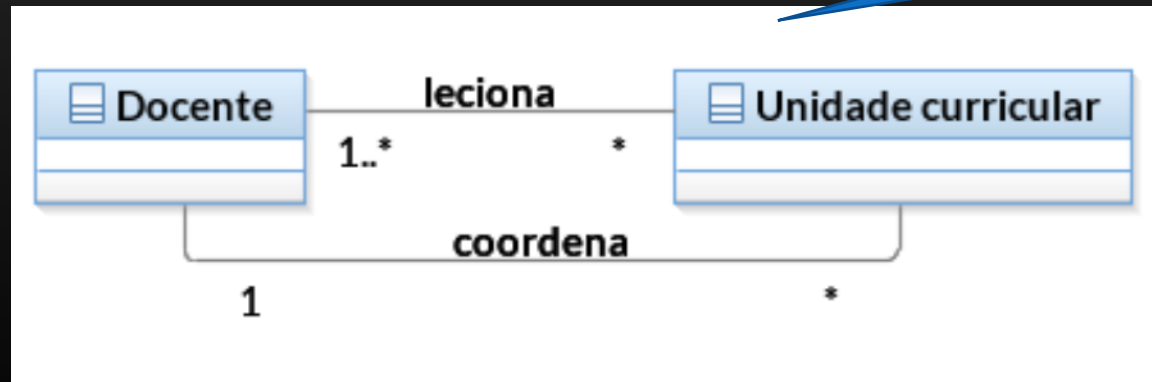 leciona
Docente
Unidade curricular
1..*
*
coordena
1
*